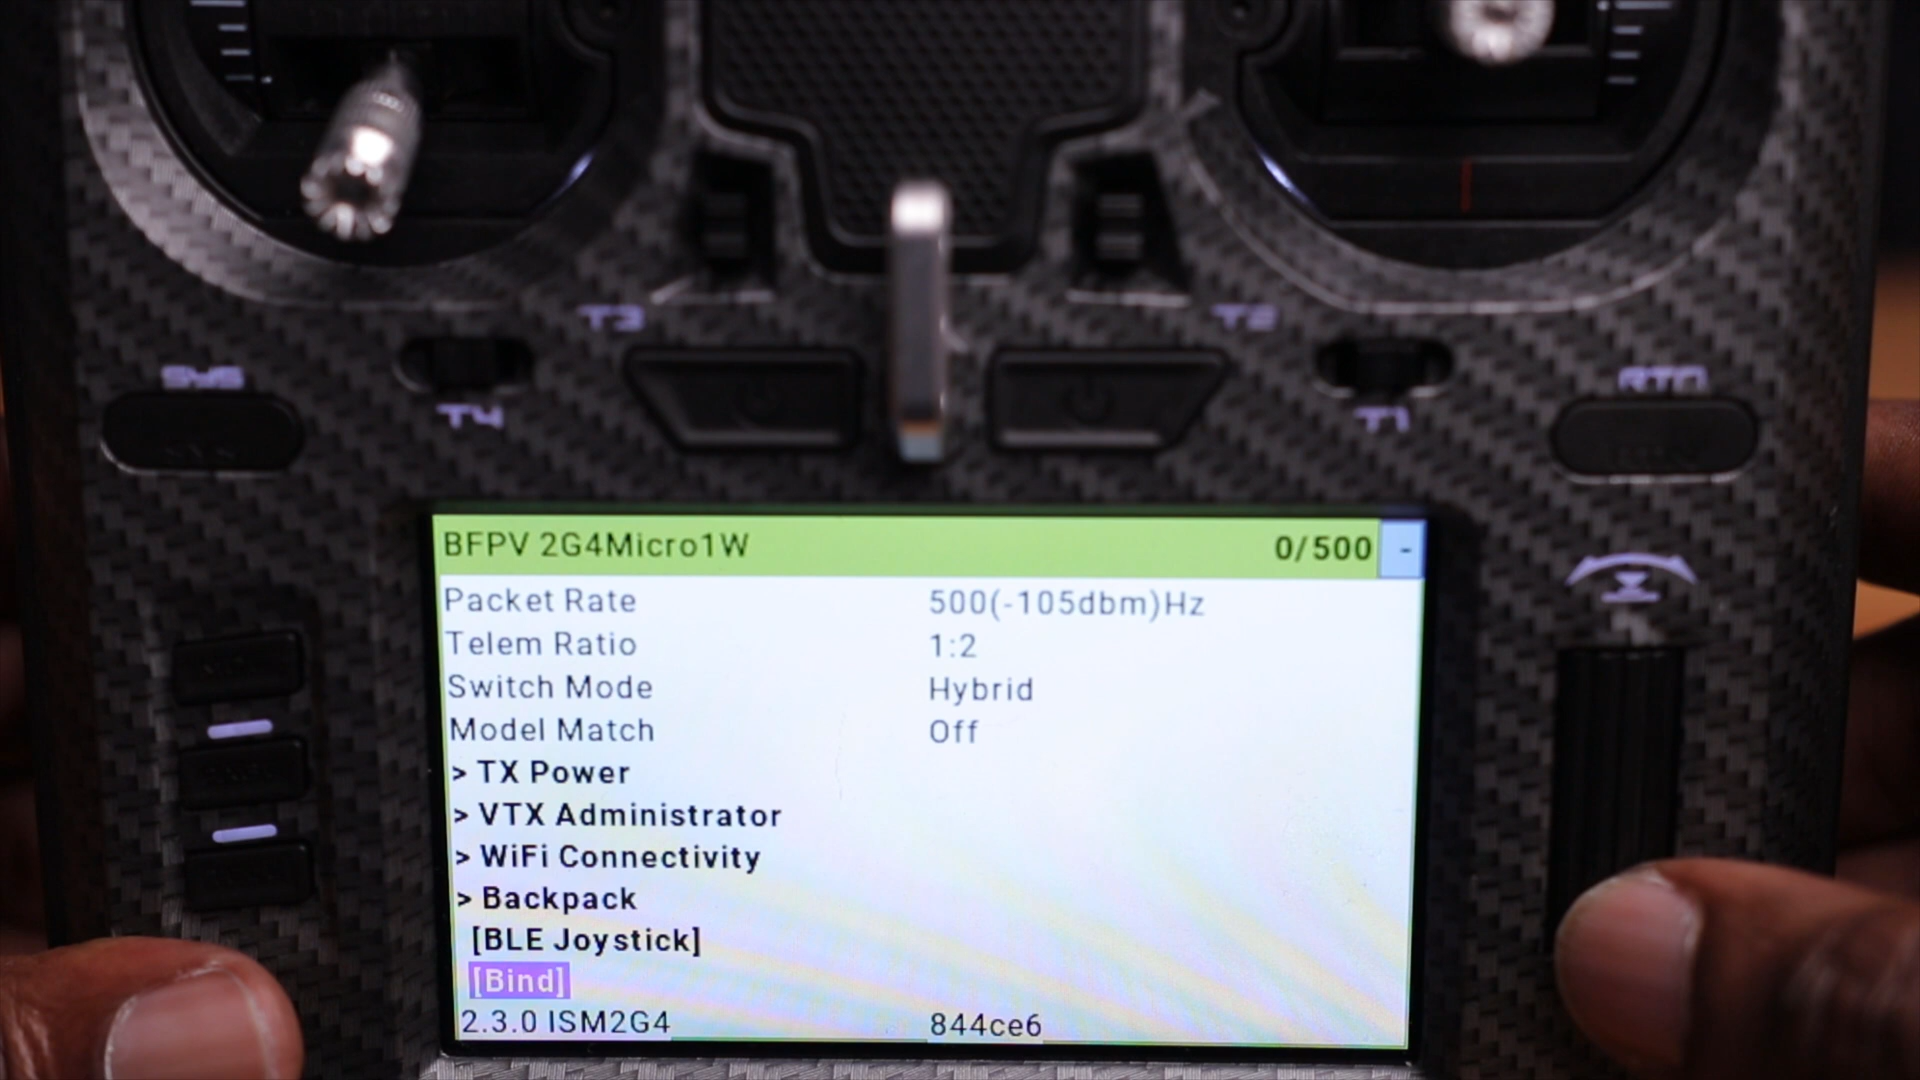 T3
T2
SYS
T4
T1
RTN
BFPV 2G4Micro1W 0/500 -
Packet Rate 500(-105dbm)Hz
Telem Ratio 1:2
Switch Mode Hybrid
Model Match Off
> TX Power
> VTX Administrator
> WiFi Connectivity
> Backpack
[BLE Joystick]
[Bind]
2.3.0 ISM2G4 844ce6